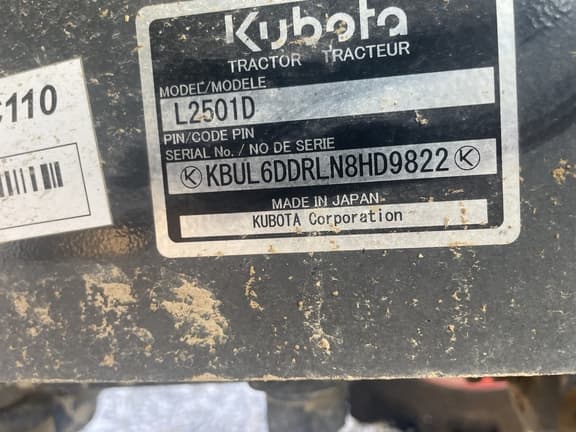 Kubota
TRACTOR TRACTEUR
MODEL/MODELE
L2501D
PIN/CODE PIN
SERIAL No. / NO DE SERIE
K KBUL6DDRLN8HD9822 K
MADE IN JAPAN
KUBOTA Corporation
C110